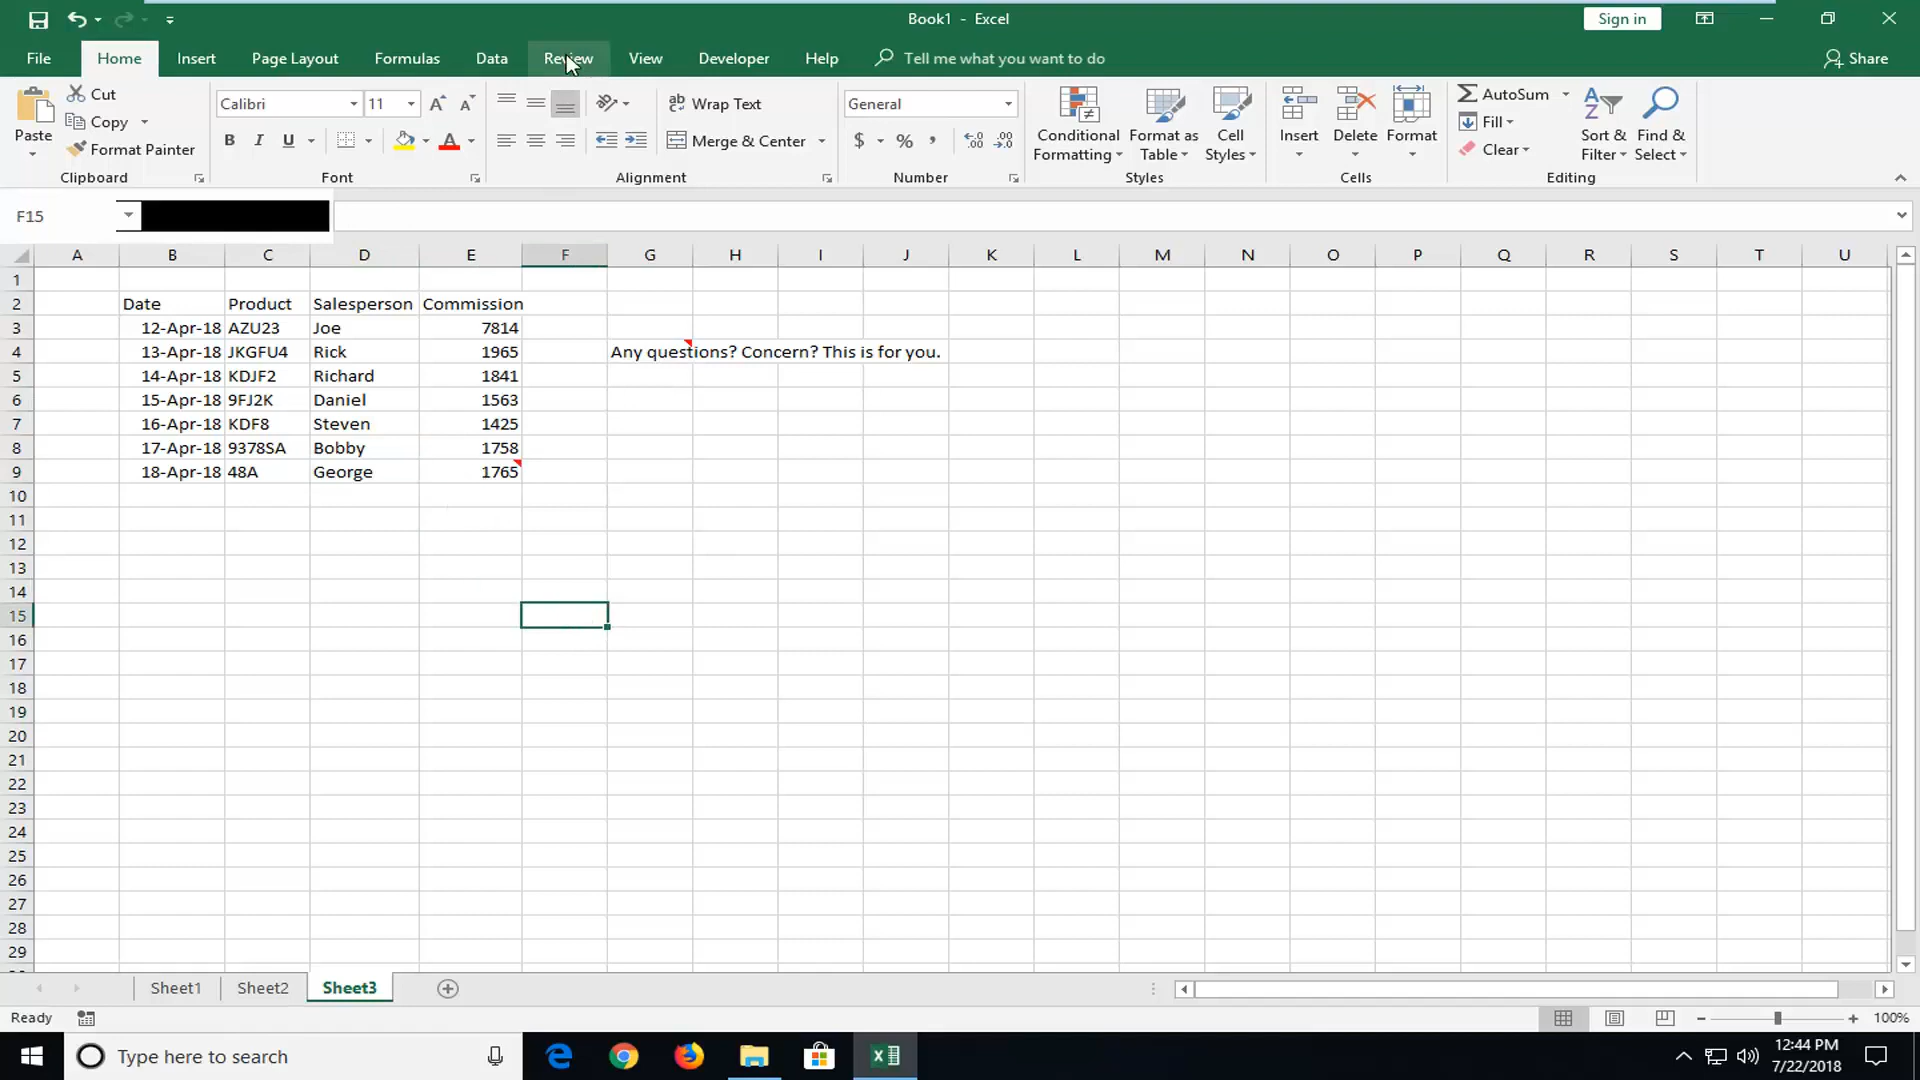 Book1 - Excel
Sign in
File Home Insert Page Layout Formulas Data Review View Developer Help Tell me what you want to do Share
Paste
Cut
Copy
Format Painter
Clipboard
Calibri 11
B I U
Font
Wrap Text
Merge & Center
Alignment
General
$ % ,
Number
Conditional Formatting
Format as Table
Cell Styles
Styles
Insert Delete Format
Cells
AutoSum
Fill
Clear
Sort & Filter
Find & Select
Editing
F15
A B C D E F G H I J K L M N O P Q R S T U
1
2 Date Product Salesperson Commission
3 12-Apr-18 AZU23 Joe 7814
4 13-Apr-18 JKGFU4 Rick 1965 Any questions? Concern? This is for you.
5 14-Apr-18 KDJF2 Richard 1841
6 15-Apr-18 9FJ2K Daniel 1563
7 16-Apr-18 KDF8 Steven 1425
8 17-Apr-18 9378SA Bobby 1758
9 18-Apr-18 48A George 1765
10
11
12
13
14
15
16
17
18
19
20
21
22
23
24
25
26
27
28
29
Sheet1 Sheet2 Sheet3
Ready 100%
Type here to search
12:44 PM
7/22/2018